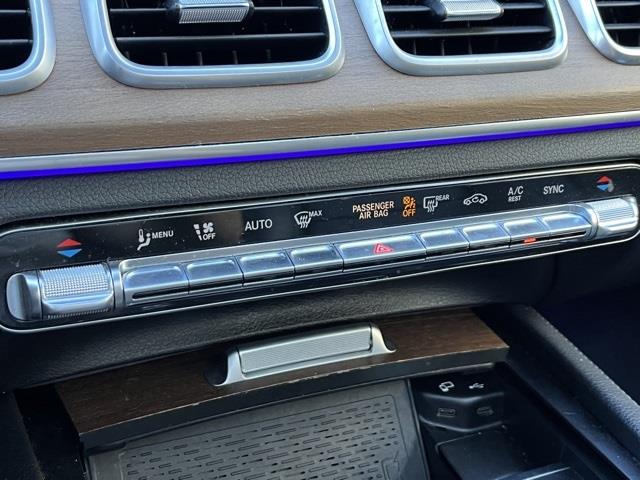 MENU
OFF
AUTO
MAX
PASSENGER
AIR BAG
OFF
REAR
A/C
REST
SYNC